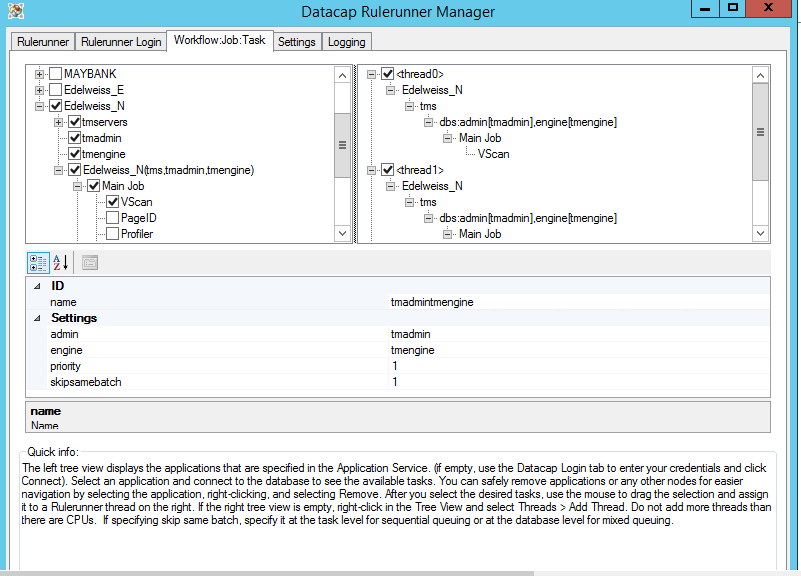 Datacap Rulerunner Manager
Rulerunner Rulerunner Login Workflow:Job:Task Settings Logging
MAYBANK
Edelweiss_E
Edelweiss_N
tmservers
tmadmin
tmengine
Edelweiss_N(tms,tmadmin,tmengine)
Main Job
VScan
PageID
Profiler
<thread0>
Edelweiss_N
tms
dbs:admin[tmadmin],engine[tmengine]
Main Job
VScan
<thread1>
Edelweiss_N
tms
dbs:admin[tmadmin],engine[tmengine]
Main Job
ID
name tmadmintmengine
Settings
admin tmadmin
engine tmengine
priority 1
skipsamebatch 1
name
Name
Quick info:
The left tree view displays the applications that are specified in the Application Service. (if empty, use the Datacap Login tab to enter your credentials and click
Connect). Select an application and connect to the database to see the available tasks. You can safely remove applications or any other nodes for easier
navigation by selecting the application, right-clicking, and selecting Remove. After you select the desired tasks, use the mouse to drag the selection and assign
it to a Rulerunner thread on the right. If the right tree view is empty, right-click in the Tree View and select Threads > Add Thread. Do not add more threads than
there are CPUs.  If specifying skip same batch, specify it at the task level for sequential queuing or at the database level for mixed queuing.